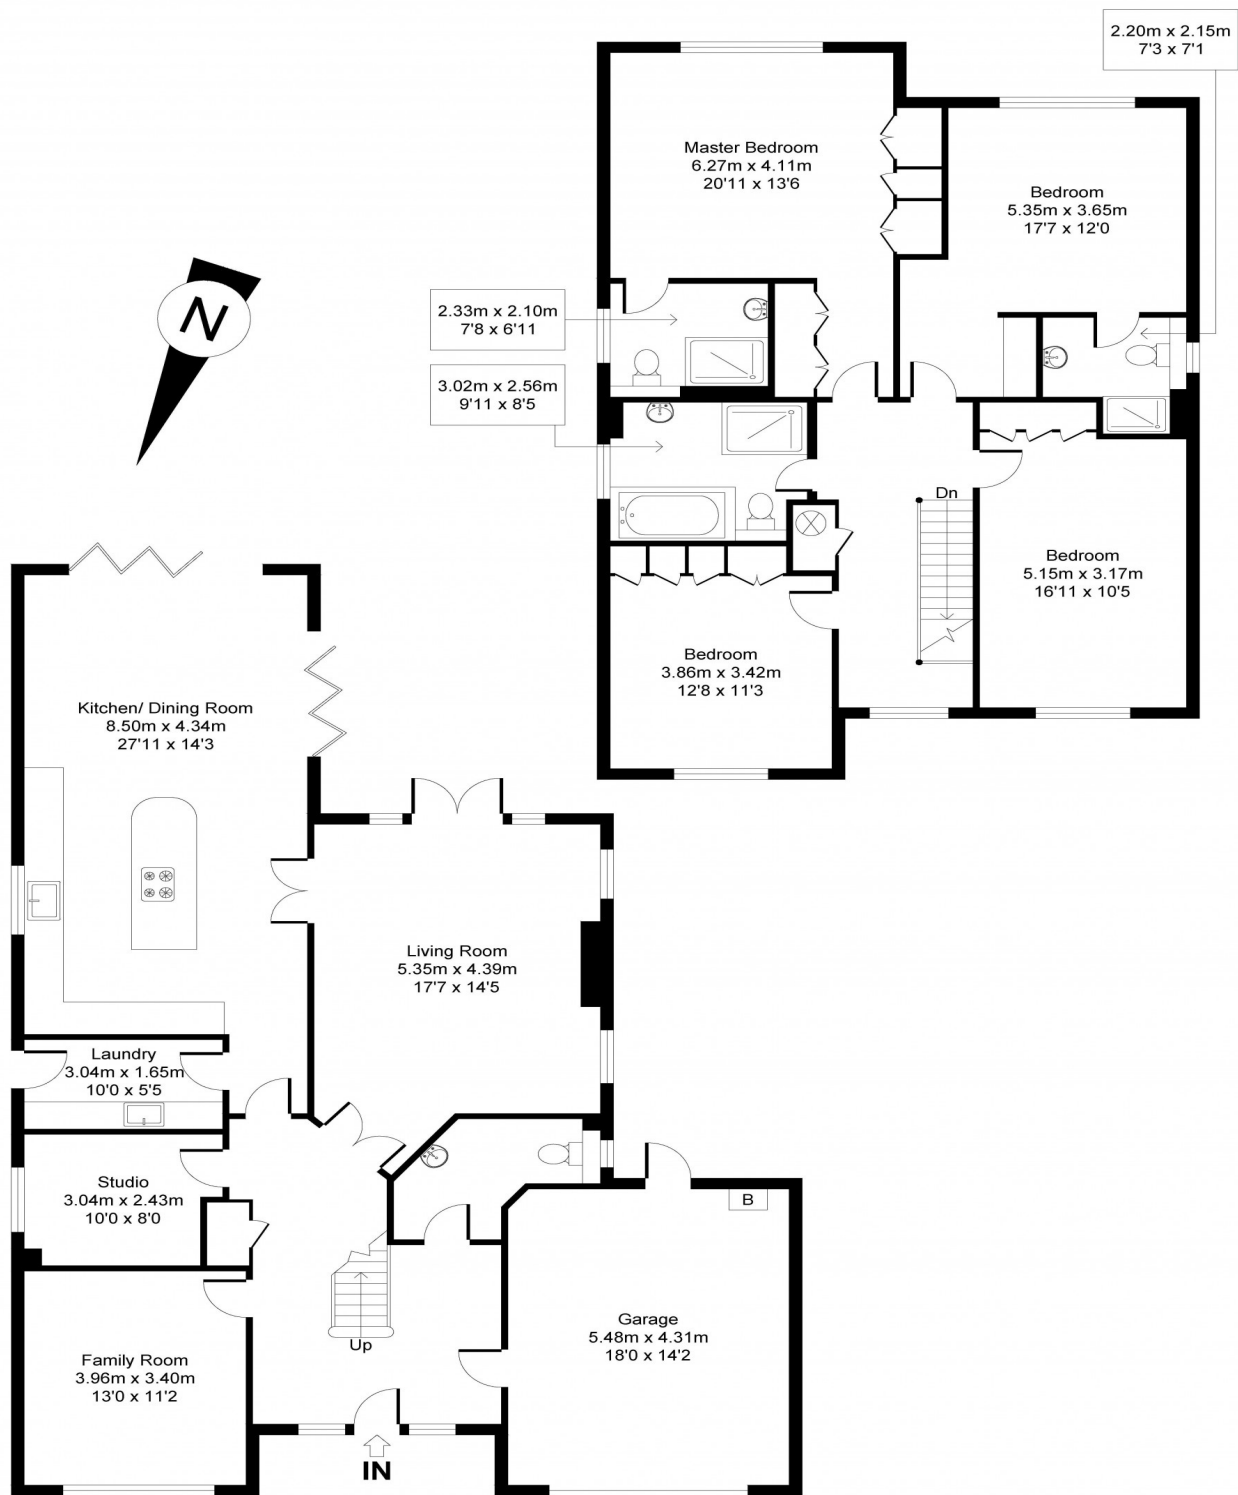 2.20m x 2.15m
7'3 x 7'1
Master Bedroom
6.27m x 4.11m
20'11 x 13'6
Bedroom
5.35m x 3.65m
17'7 x 12'0
N
2.33m x 2.10m
7'8 x 6'11
3.02m x 2.56m
9'11 x 8'5
Dn
Bedroom
5.15m x 3.17m
16'11 x 10'5
Bedroom
3.86m x 3.42m
12'8 x 11'3
Kitchen/ Dining Room
8.50m x 4.34m
27'11 x 14'3
Living Room
5.35m x 4.39m
17'7 x 14'5
Laundry
3.04m x 1.65m
10'0 x 5'5
Studio
3.04m x 2.43m
10'0 x 8'0
B
Up
Garage
5.48m x 4.31m
18'0 x 14'2
Family Room
3.96m x 3.40m
13'0 x 11'2
IN